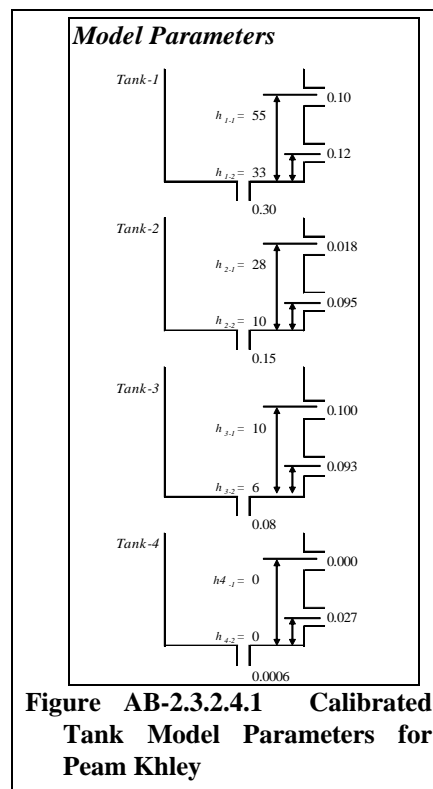 Model Parameters
Tank-1
0.10
h 1-1 = 55
0.12
h 1-2 = 33
0.30
Tank-2
0.018
h 2-1 = 28
0.095
h 2-2 = 10
0.15
Tank-3
0.100
h 3-1 = 10
0.093
h 3-2 = 6
0.08
Tank-4
0.000
h4 -1 = 0
0.027
h 4-2 = 0
0.0006
Figure AB-2.3.2.4.1 Calibrated
Tank Model Parameters for
Peam Khley